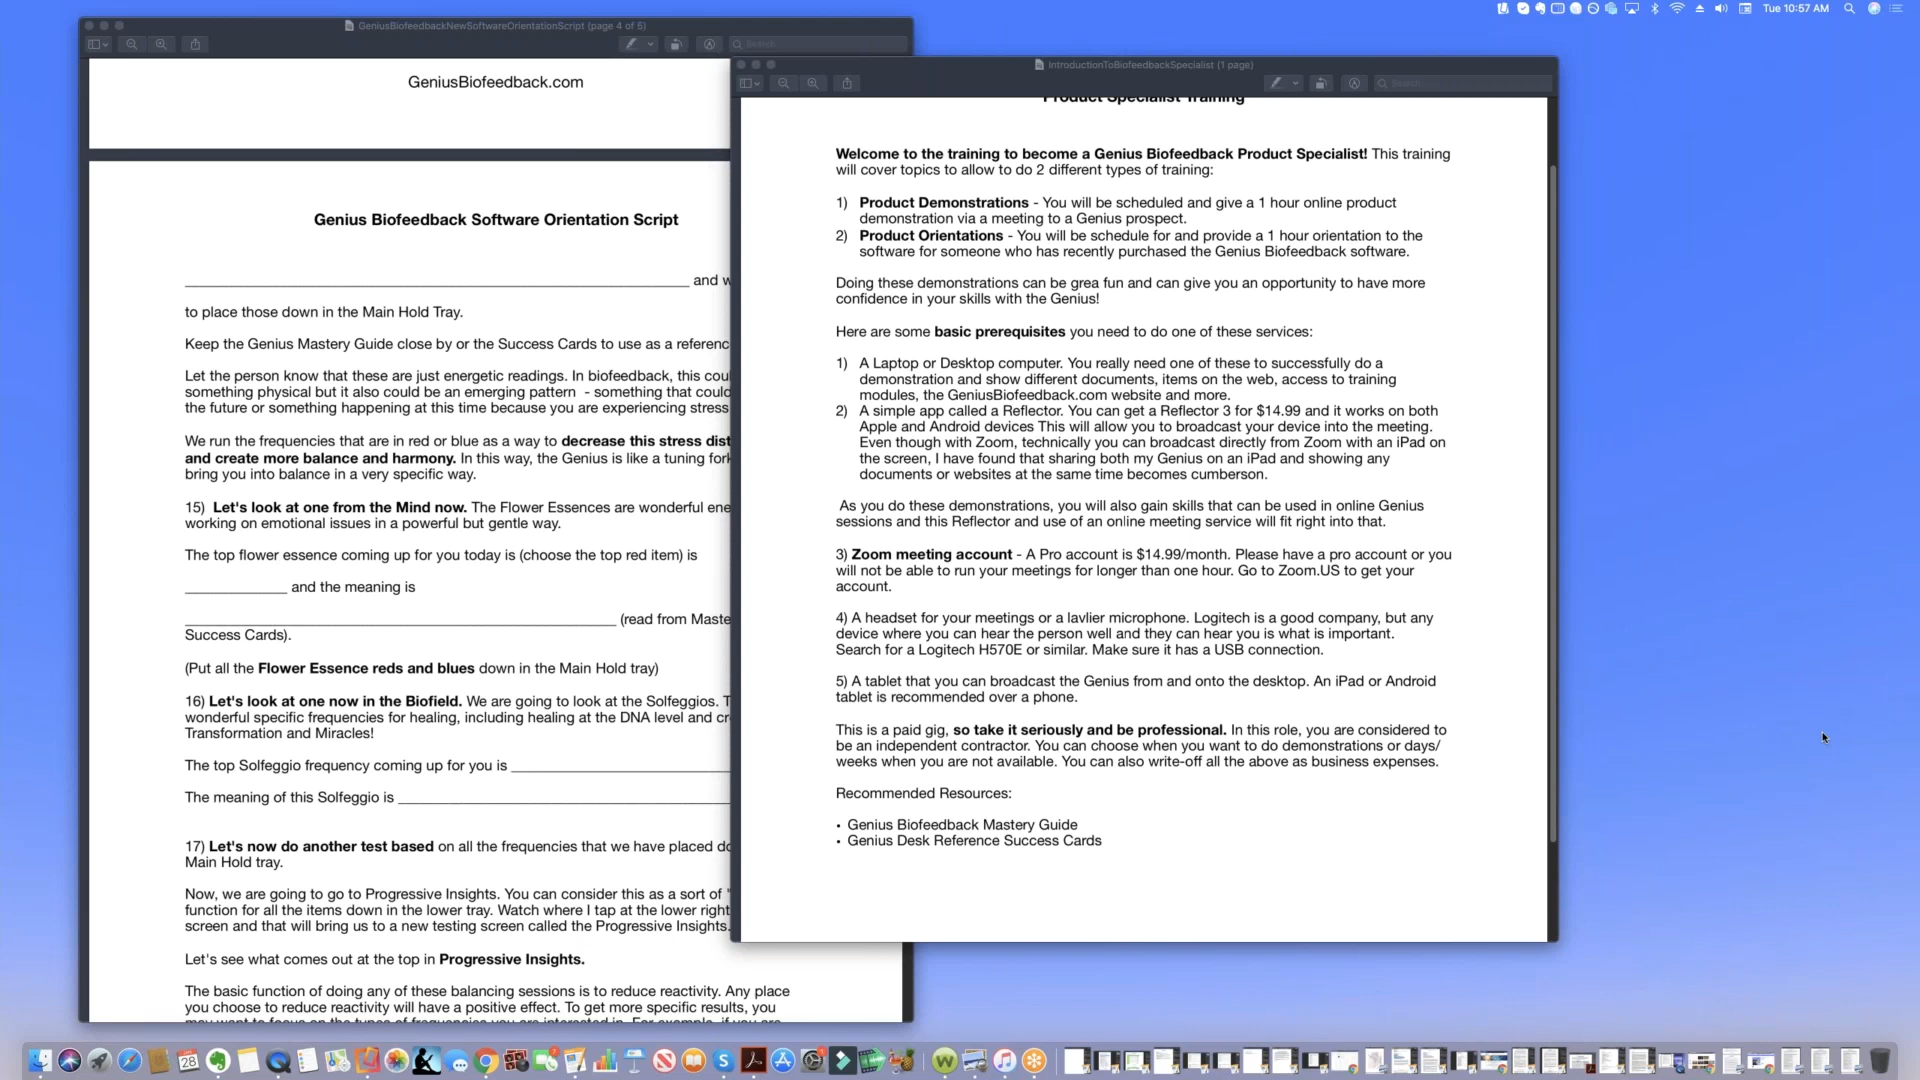 Tue 10:57 AM
GeniusBiofeedbackNewSoftwareOrientationScript (page 4 of 5)
Search
GeniusBiofeedback.com
Genius Biofeedback Software Orientation Script
and w
to place those down in the Main Hold Tray.
Keep the Genius Mastery Guide close by or the Success Cards to use as a referenc
Let the person know that these are just energetic readings. In biofeedback, this coul
something physical but it also could be an emerging pattern - something that could
the future or something happening at this time because you are experiencing stress
We run the frequencies that are in red or blue as a way to decrease this stress dist
and create more balance and harmony. In this way, the Genius is like a tuning fork
bring you into balance in a very specific way.
15) Let's look at one from the Mind now. The Flower Essences are wonderful ene
working on emotional issues in a powerful but gentle way.
The top flower essence coming up for you today is (choose the top red item) is
_____________ and the meaning is
(read from Maste
Success Cards).
(Put all the Flower Essence reds and blues down in the Main Hold tray)
16) Let's look at one now in the Biofield. We are going to look at the Solfeggios. T
wonderful specific frequencies for healing, including healing at the DNA level and cr
Transformation and Miracles!
The top Solfeggio frequency coming up for you is ____________________________
The meaning of this Solfeggio is __________________________________________
17) Let's now do another test based on all the frequencies that we have placed do
Main Hold tray.
Now, we are going to go to Progressive Insights. You can consider this as a sort of "
function for all the items down in the lower tray. Watch where I tap at the lower right
screen and that will bring us to a new testing screen called the Progressive Insights.
Let's see what comes out at the top in Progressive Insights.
The basic function of doing any of these balancing sessions is to reduce reactivity. Any place
you choose to reduce reactivity will have a positive effect. To get more specific results, you
IntroductionToBiofeedbackSpecialist (1 page)
Search
Product Specialist Training
Welcome to the training to become a Genius Biofeedback Product Specialist! This training
will cover topics to allow to do 2 different types of training:
1) Product Demonstrations - You will be scheduled and give a 1 hour online product
demonstration via a meeting to a Genius prospect.
2) Product Orientations - You will be schedule for and provide a 1 hour orientation to the
software for someone who has recently purchased the Genius Biofeedback software.
Doing these demonstrations can be grea fun and can give you an opportunity to have more
confidence in your skills with the Genius!
Here are some basic prerequisites you need to do one of these services:
1) A Laptop or Desktop computer. You really need one of these to successfully do a
demonstration and show different documents, items on the web, access to training
modules, the GeniusBiofeedback.com website and more.
2) A simple app called a Reflector. You can get a Reflector 3 for $14.99 and it works on both
Apple and Android devices This will allow you to broadcast your device into the meeting.
Even though with Zoom, technically you can broadcast directly from Zoom with an iPad on
the screen, I have found that sharing both my Genius on an iPad and showing any
documents or websites at the same time becomes cumberson.
As you do these demonstrations, you will also gain skills that can be used in online Genius
sessions and this Reflector and use of an online meeting service will fit right into that.
3) Zoom meeting account - A Pro account is $14.99/month. Please have a pro account or you
will not be able to run your meetings for longer than one hour. Go to Zoom.US to get your
account.
4) A headset for your meetings or a lavlier microphone. Logitech is a good company, but any
device where you can hear the person well and they can hear you is what is important.
Search for a Logitech H570E or similar. Make sure it has a USB connection.
5) A tablet that you can broadcast the Genius from and onto the desktop. An iPad or Android
tablet is recommended over a phone.
This is a paid gig, so take it seriously and be professional. In this role, you are considered to
be an independent contractor. You can choose when you want to do demonstrations or days/
weeks when you are not available. You can also write-off all the above as business expenses.
Recommended Resources:
• Genius Biofeedback Mastery Guide
• Genius Desk Reference Success Cards
28